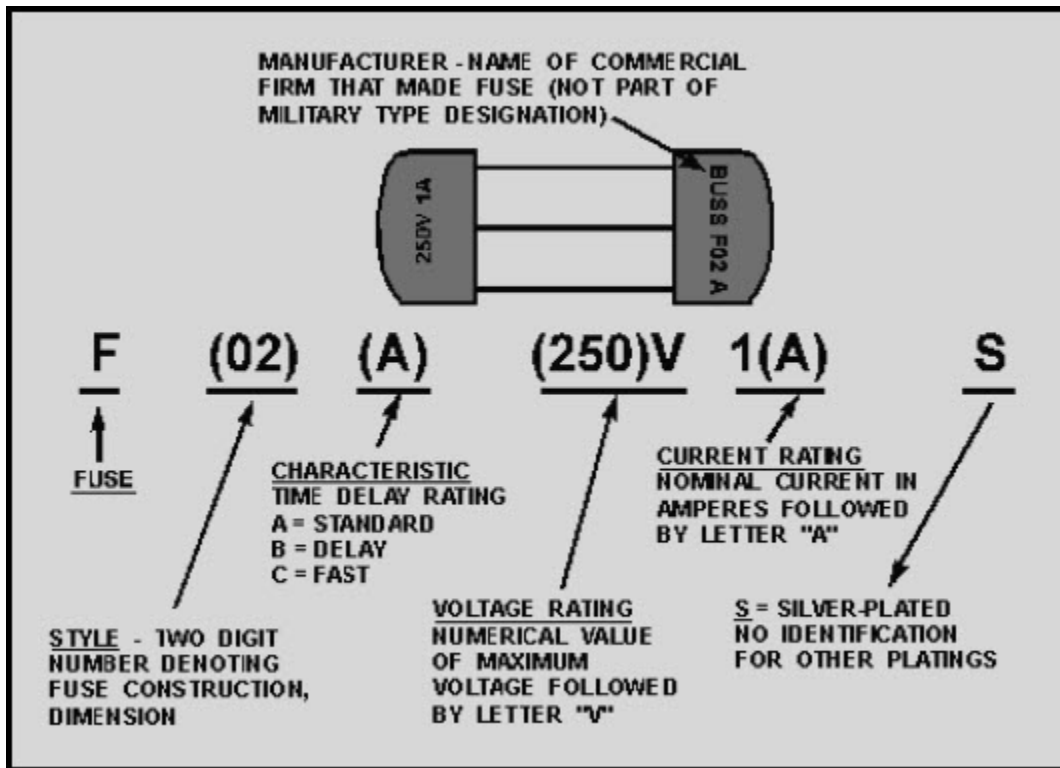 MANUFACTURER - NAME OF COMMERCIAL
FIRM THAT MADE FUSE (NOT PART OF
MILITARY TYPE DESIGNATION)
250V 1A
BUSS F02 A
F (02) (A) (250)V 1(A) S
FUSE
CHARACTERISTIC
TIME DELAY RATING
A = STANDARD
B = DELAY
C = FAST
CURRENT RATING
NOMINAL CURRENT IN
AMPERES FOLLOWED
BY LETTER "A"
STYLE - TWO DIGIT
NUMBER DENOTING
FUSE CONSTRUCTION,
DIMENSION
VOLTAGE RATING
NUMERICAL VALUE
OF MAXIMUM
VOLTAGE FOLLOWED
BY LETTER "V"
S = SILVER-PLATED
NO IDENTIFICATION
FOR OTHER PLATINGS